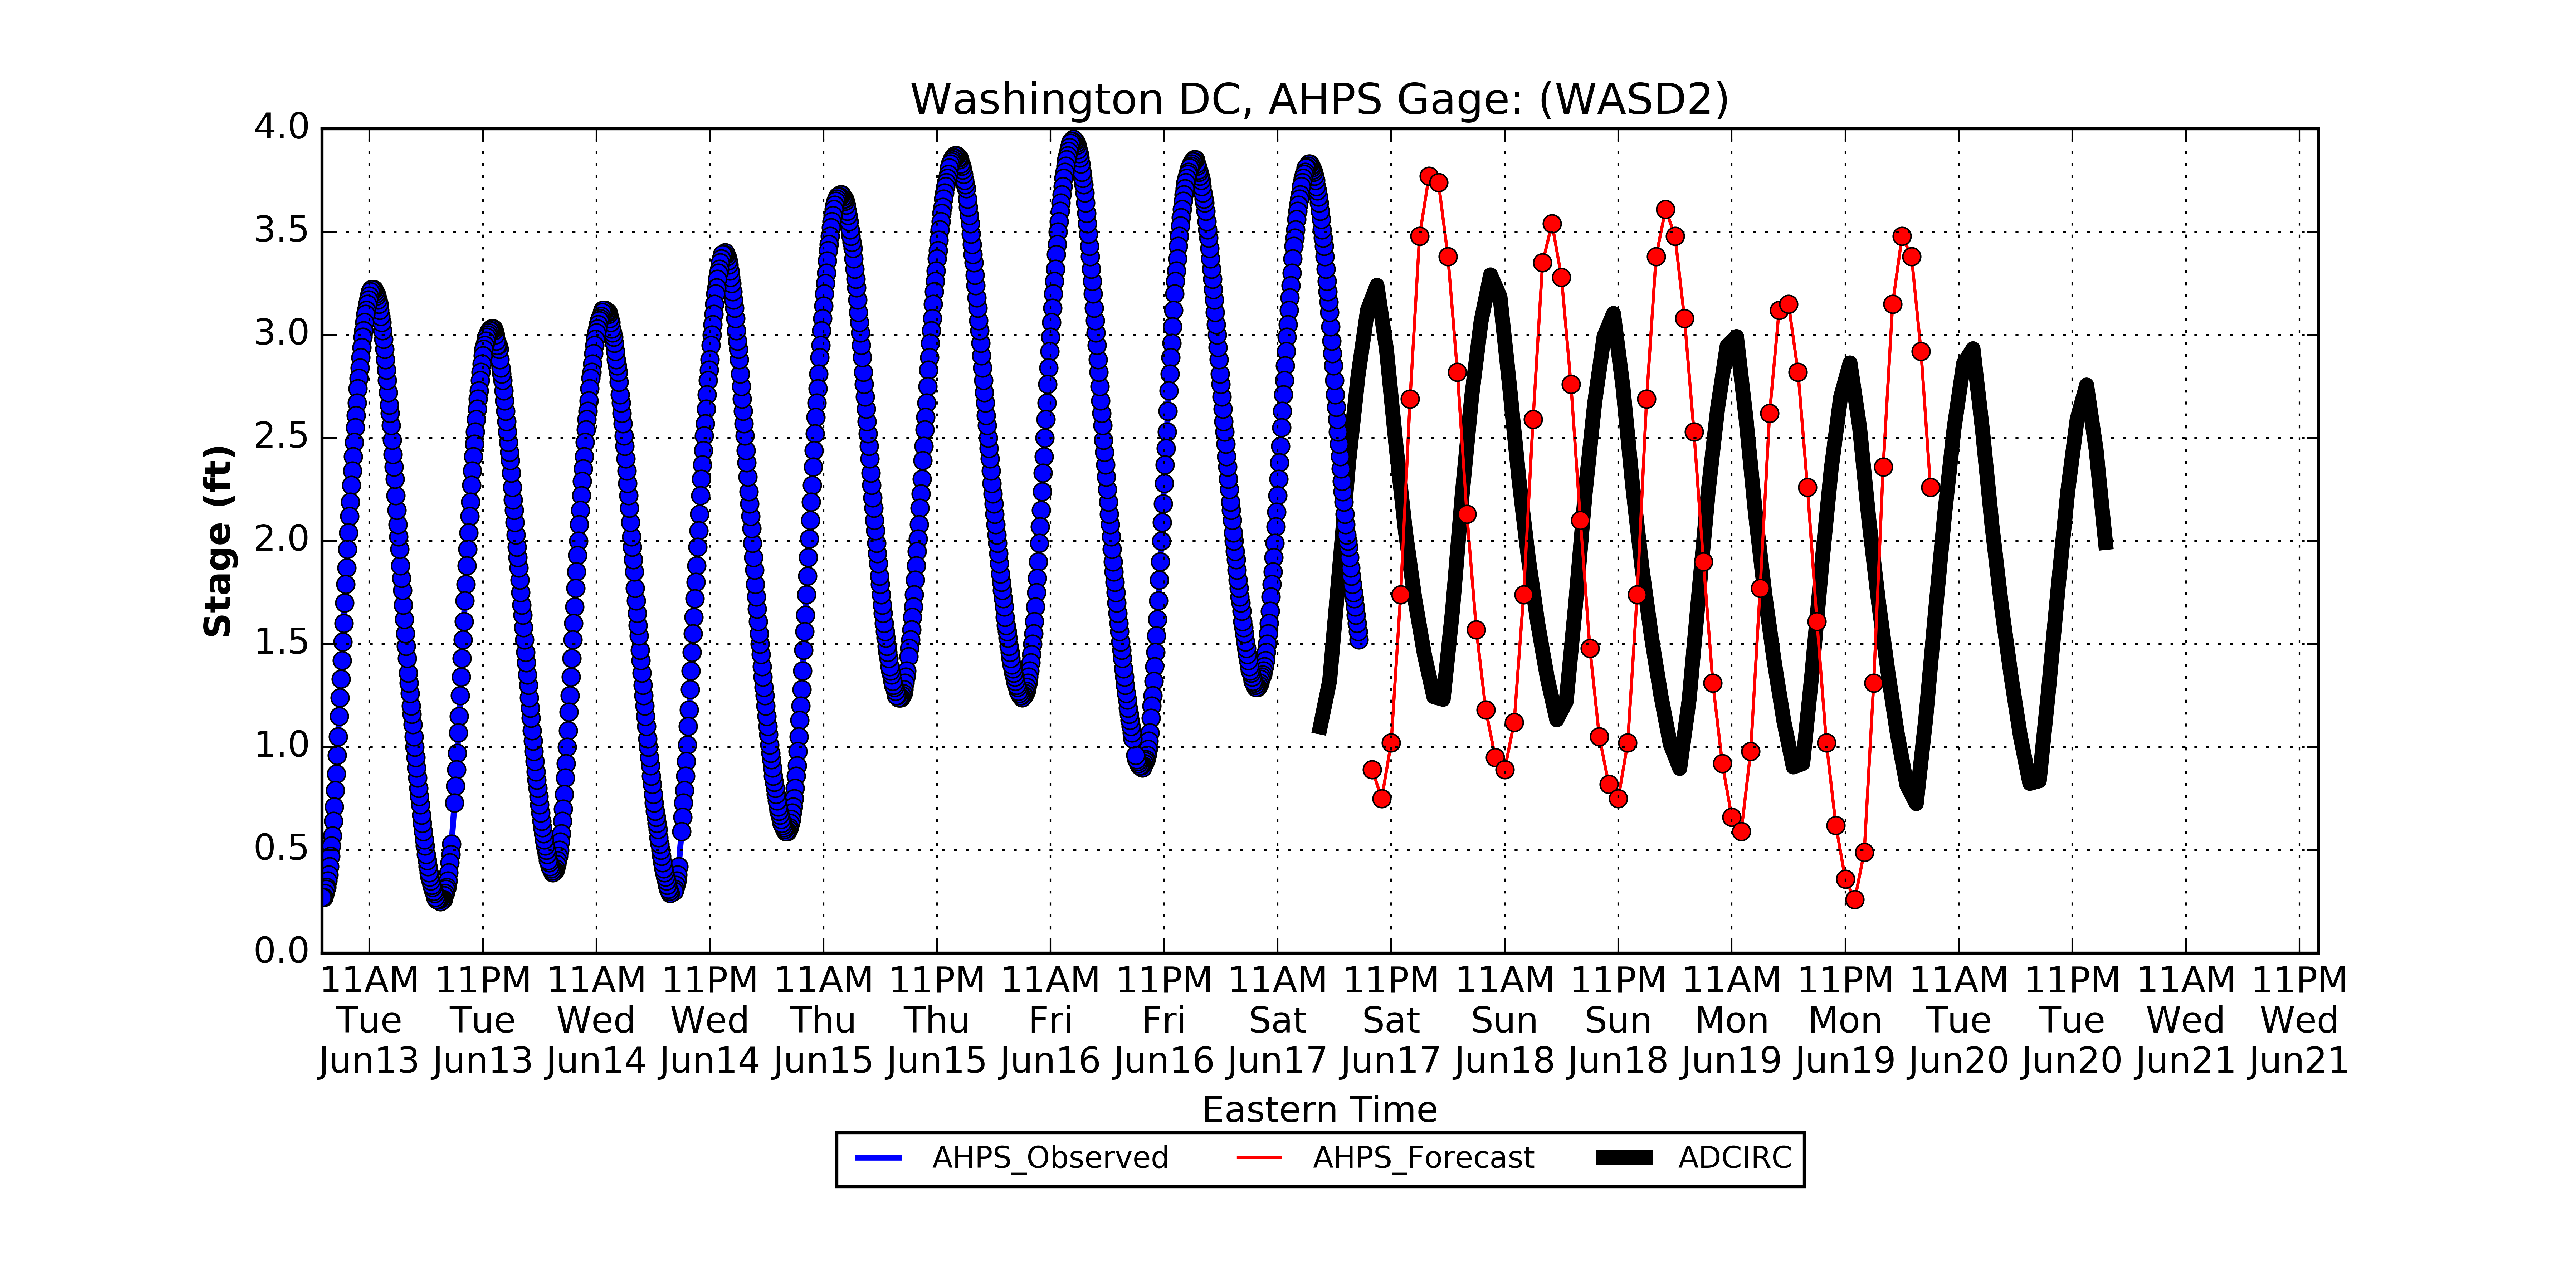 Washington DC, AHPS Gage: (WASD2)
4.0
3.5
3.0
2.5
2.0
1.5
1.0
0.5
0.0
Stage (ft)
11AM 11PM 11AM 11PM 11AM 11PM 11AM 11PM 11AM 11PM 11AM 11PM 11AM 11PM 11AM 11PM 11AM 11PM
Tue Tue Wed Wed Thu Thu Fri Fri Sat Sat Sun Sun Mon Mon Tue Tue Wed Wed
Jun13 Jun13 Jun14 Jun14 Jun15 Jun15 Jun16 Jun16 Jun17 Jun17 Jun18 Jun18 Jun19 Jun19 Jun20 Jun20 Jun21 Jun21
Eastern Time
AHPS_Observed AHPS_Forecast ADCIRC